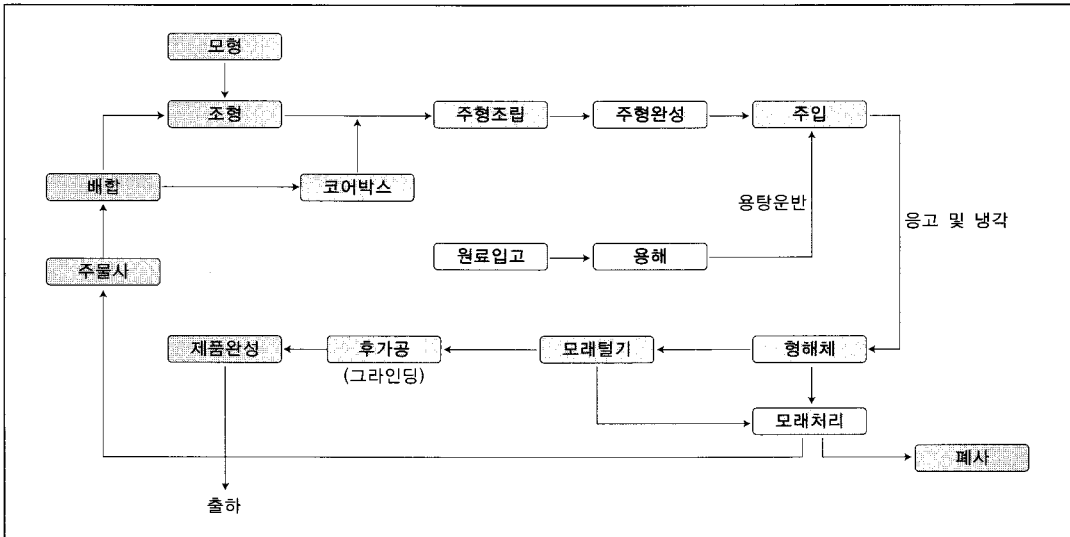 모형
조형
주형조립
주형완성
주입
배합
코어박스
용탕운반
응고 및 냉각
주물사
원료입고
용해
제품완성
후가공
(그라인딩)
모래털기
형해체
모래처리
폐사
출하